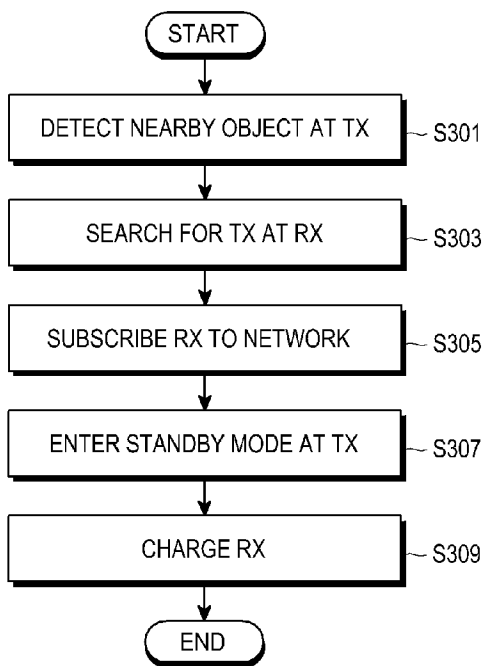 START
DETECT NEARBY OBJECT AT TX
S301
SEARCH FOR TX AT RX
S303
SUBSCRIBE RX TO NETWORK
S305
ENTER STANDBY MODE AT TX
S307
CHARGE RX
S309
END